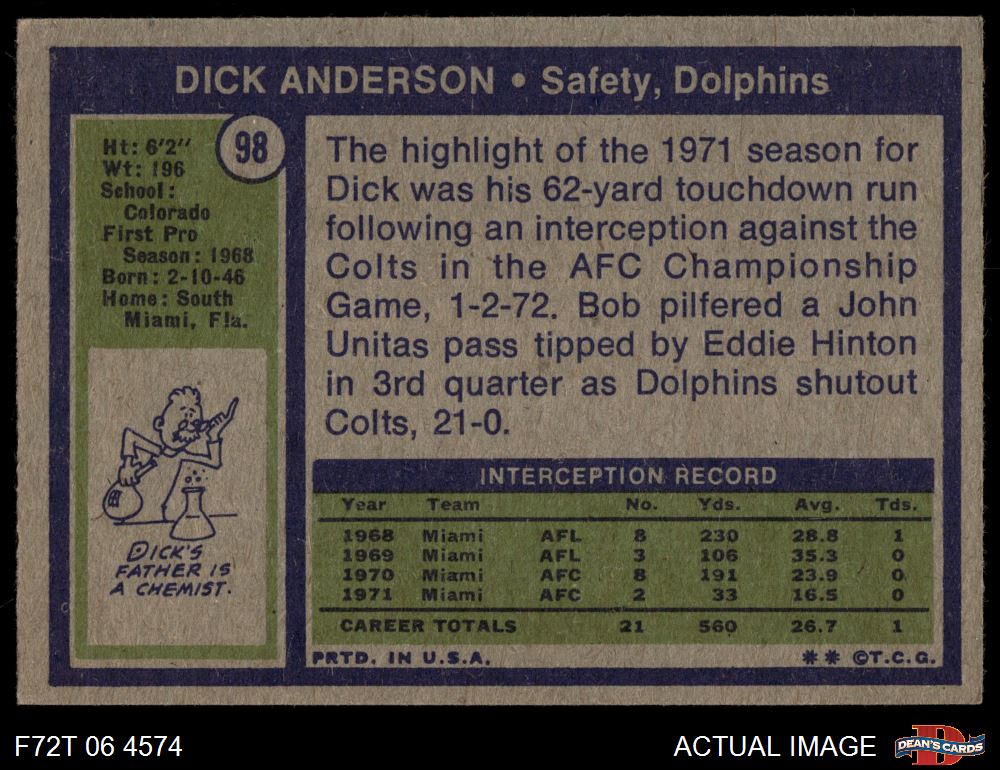 DICK ANDERSON • Safety, Dolphins
98
Ht: 6'2"
Wt: 196
School:
Colorado
First Pro
Season: 1968
Born: 2-10-46
Home: South
Miami, Fla.
DICK'S
FATHER IS
A CHEMIST.
The highlight of the 1971 season for
Dick was his 62-yard touchdown run
following an interception against the
Colts in the AFC Championship
Game, 1-2-72. Bob pilfered a John
Unitas pass tipped by Eddie Hinton
in 3rd quarter as Dolphins shutout
Colts, 21-0.
INTERCEPTION RECORD
Year Team No. Yds. Avg. Tds.
1968 Miami AFL 8 230 28.8 1
1969 Miami AFL 3 106 35.3 0
1970 Miami AFC 8 191 23.9 0
1971 Miami AFC 2 33 16.5 0
CAREER TOTALS 21 560 26.7 1
PRTD. IN U.S.A. ** ©T.C.G.
F72T 06 4574
ACTUAL IMAGE
DEAN'S CARDS